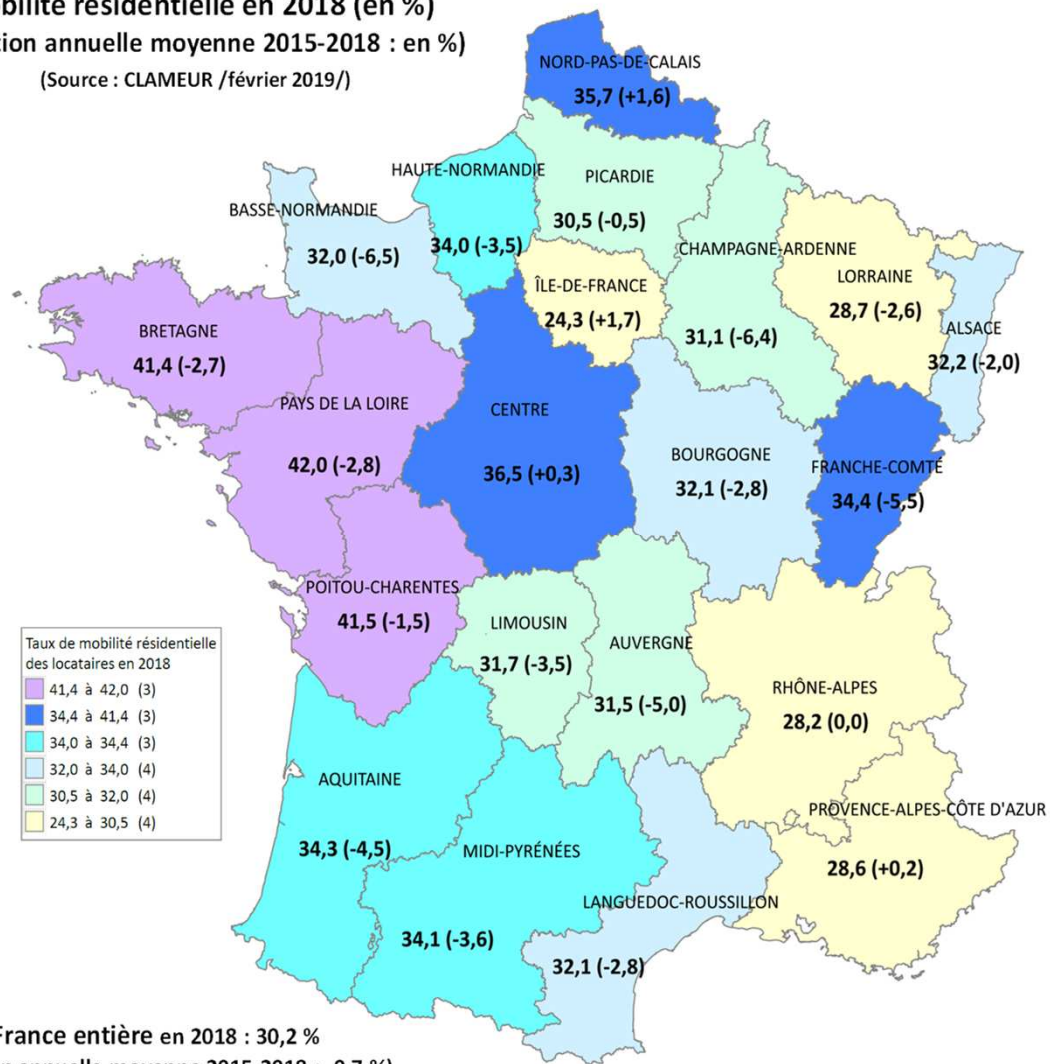 résidentielle en 2018 (en %)
annuelle moyenne 2015-2018 : en %)
(Source : CLAMEUR /février 2019/)
NORD-PAS-DE-CALAIS
35,7 (+1,6)
HAUTE-NORMANDIE
34,0 (-3,5)
PICARDIE
30,5 (-0,5)
BASSE-NORMANDIE
32,0 (-6,5)
CHAMPAGNE-ARDENNE
31,1 (-6,4)
LORRAINE
28,7 (-2,6)
ÎLE-DE-FRANCE
24,3 (+1,7)
ALSACE
32,2 (-2,0)
BRETAGNE
41,4 (-2,7)
PAYS DE LA LOIRE
42,0 (-2,8)
CENTRE
36,5 (+0,3)
BOURGOGNE
32,1 (-2,8)
FRANCHE-COMTÉ
34,4 (-5,5)
POITOU-CHARENTES
41,5 (-1,5)
LIMOUSIN
31,7 (-3,5)
AUVERGNE
31,5 (-5,0)
RHÔNE-ALPES
28,2 (0,0)
Taux de mobilité résidentielle
des locataires en 2018
41,4 à 42,0 (3)
34,4 à 41,4 (3)
34,0 à 34,4 (3)
32,0 à 34,0 (4)
30,5 à 32,0 (4)
24,3 à 30,5 (4)
AQUITAINE
34,3 (-4,5)
MIDI-PYRÉNÉES
34,1 (-3,6)
PROVENCE-ALPES-CÔTE D'AZUR
28,6 (+0,2)
LANGUEDOC-ROUSSILLON
32,1 (-2,8)
France entière en 2018 : 30,2 %
annuelle moyenne 2015-2018